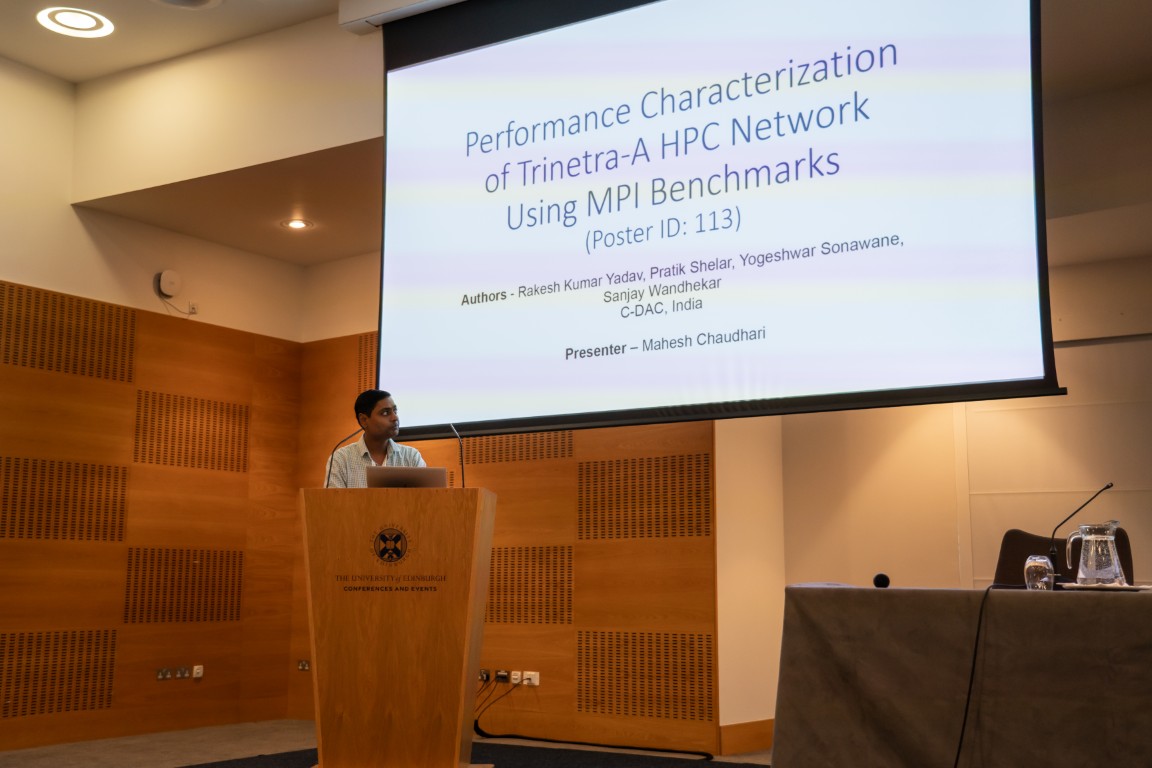 Performance Characterization
of Trinetra-A HPC Network
Using MPI Benchmarks
(Poster ID: 113)
Authors - Rakesh Kumar Yadav, Pratik Shelar, Yogeshwar Sonawane,
Sanjay Wandhekar
C-DAC, India
Presenter – Mahesh Chaudhari
THE UNIVERSITY of EDINBURGH
CONFERENCES AND EVENTS